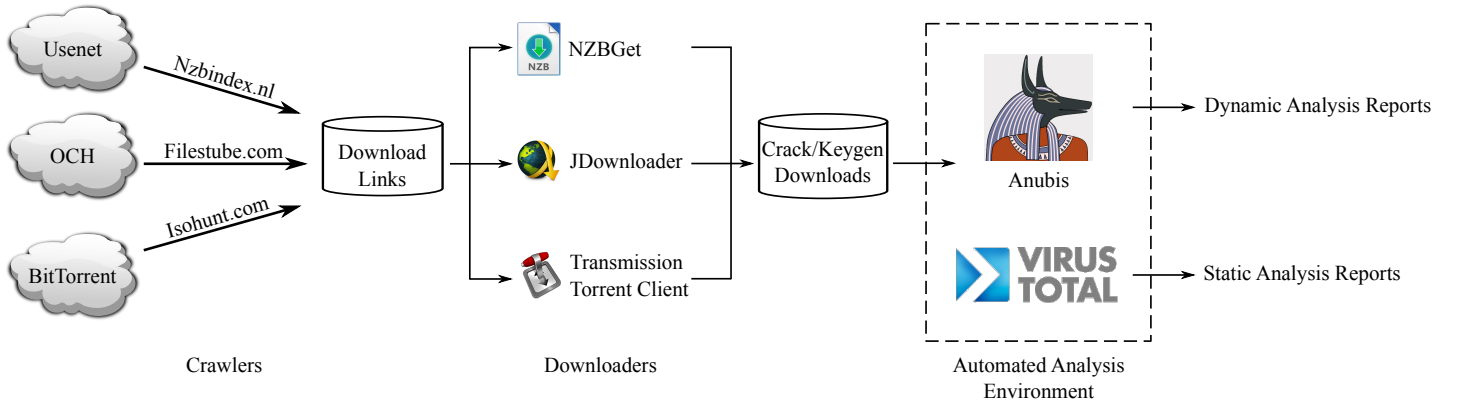 Usenet
Nzbindex.nl
OCH
Filestube.com
BitTorrent
Isohunt.com
Download
Links
NZB
NZBGet
JDownloader
Transmission
Torrent Client
Crack/Keygen
Downloads
Anubis
VIRUS
TOTAL
Dynamic Analysis Reports
Static Analysis Reports
Crawlers
Downloaders
Automated Analysis
Environment